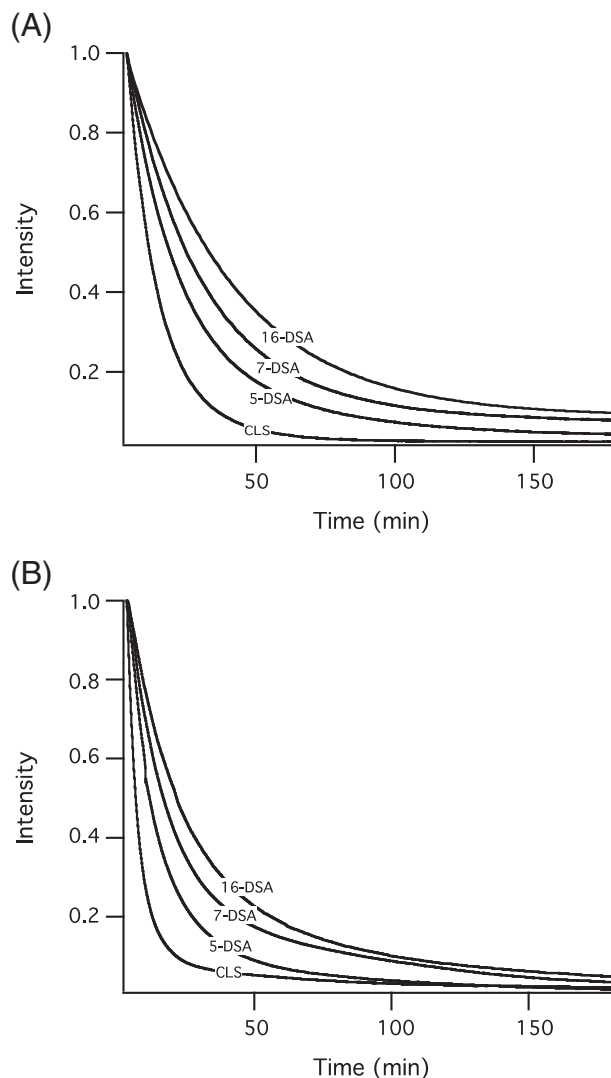 (A)
1.0
0.8
0.6
0.4
0.2
Intensity
16-DSA
7-DSA
5-DSA
CLS
50 100 150
Time (min)
(B)
1.0
0.8
0.6
0.4
0.2
Intensity
16-DSA
7-DSA
5-DSA
CLS
50 100 150
Time (min)